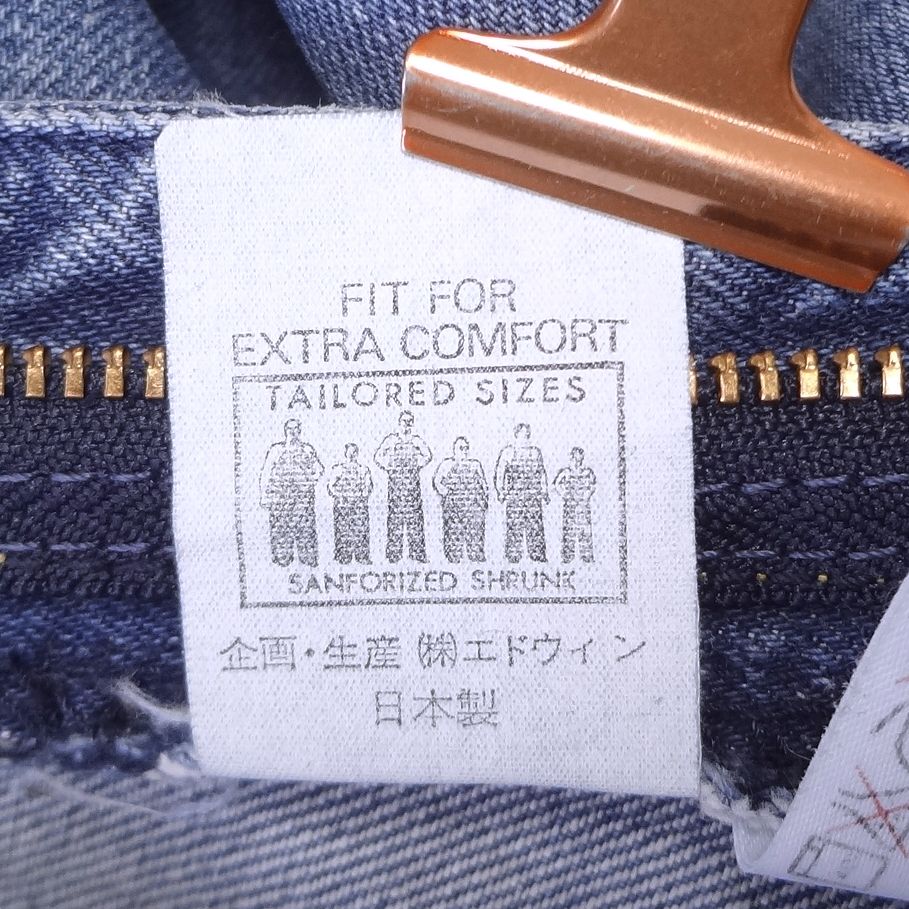 FIT FOR
EXTRA COMFORT
TAILORED SIZES
SANFORIZED SHRUNK
企画・生産 ㈱エドウィン
日本製